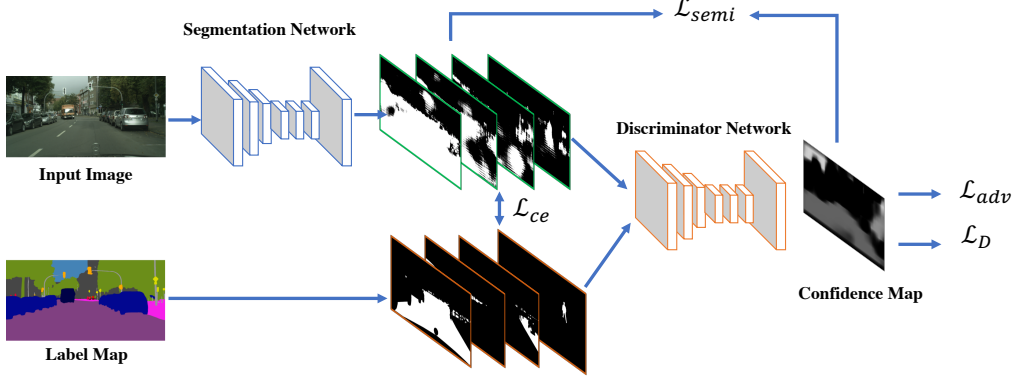 Segmentation Network
ℒ_semi
Input Image
Discriminator Network
ℒ_ce
ℒ_adv
ℒ_D
Confidence Map
Label Map